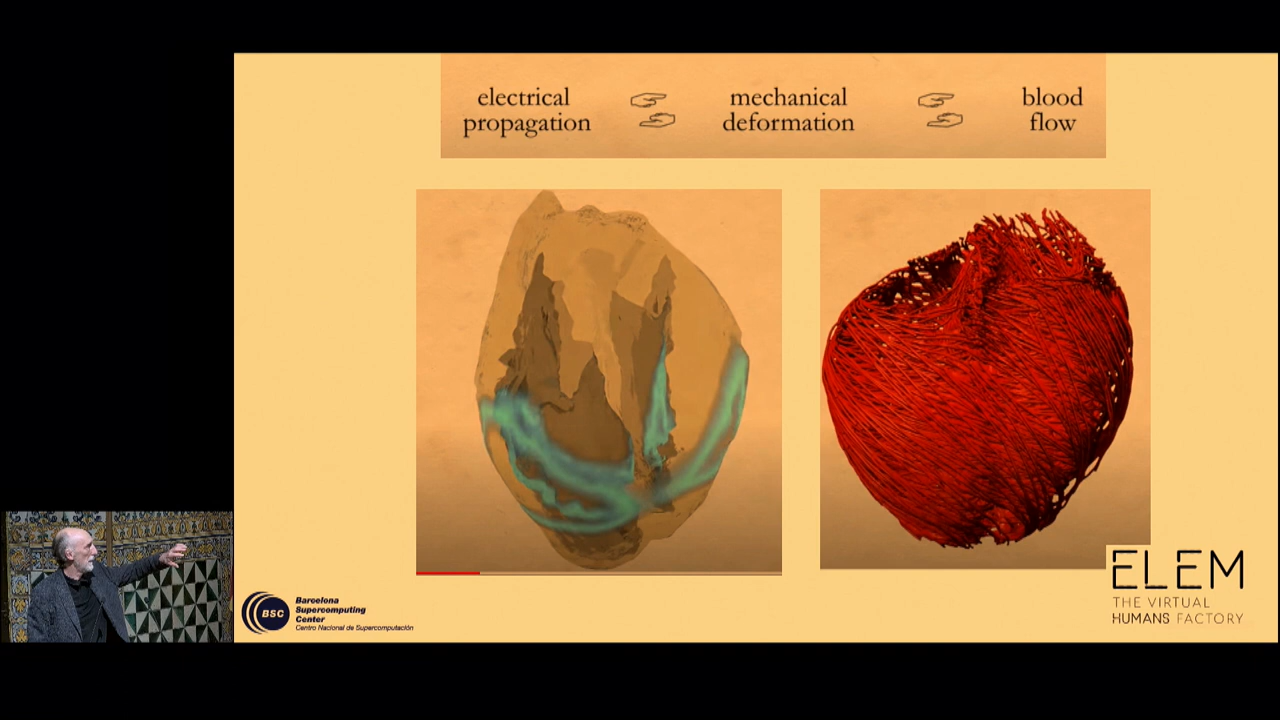 electrical
propagation
mechanical
deformation
blood
flow
BSC
Barcelona
Supercomputing
Center
Centro Nacional de Supercomputación
ELEM
THE VIRTUAL
HUMANS FACTORY